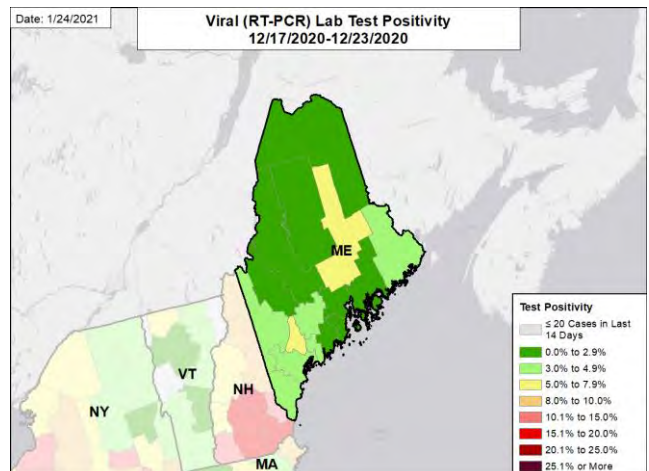 Date: 1/24/2021
Viral (RT-PCR) Lab Test Positivity
12/17/2020-12/23/2020
ME
VT
NH
NY
MA
Test Positivity
≤ 20 Cases in Last
14 Days
0.0% to 2.9%
3.0% to 4.9%
5.0% to 7.9%
8.0% to 10.0%
10.1% to 15.0%
15.1% to 20.0%
20.1% to 25.0%
25.1% or More